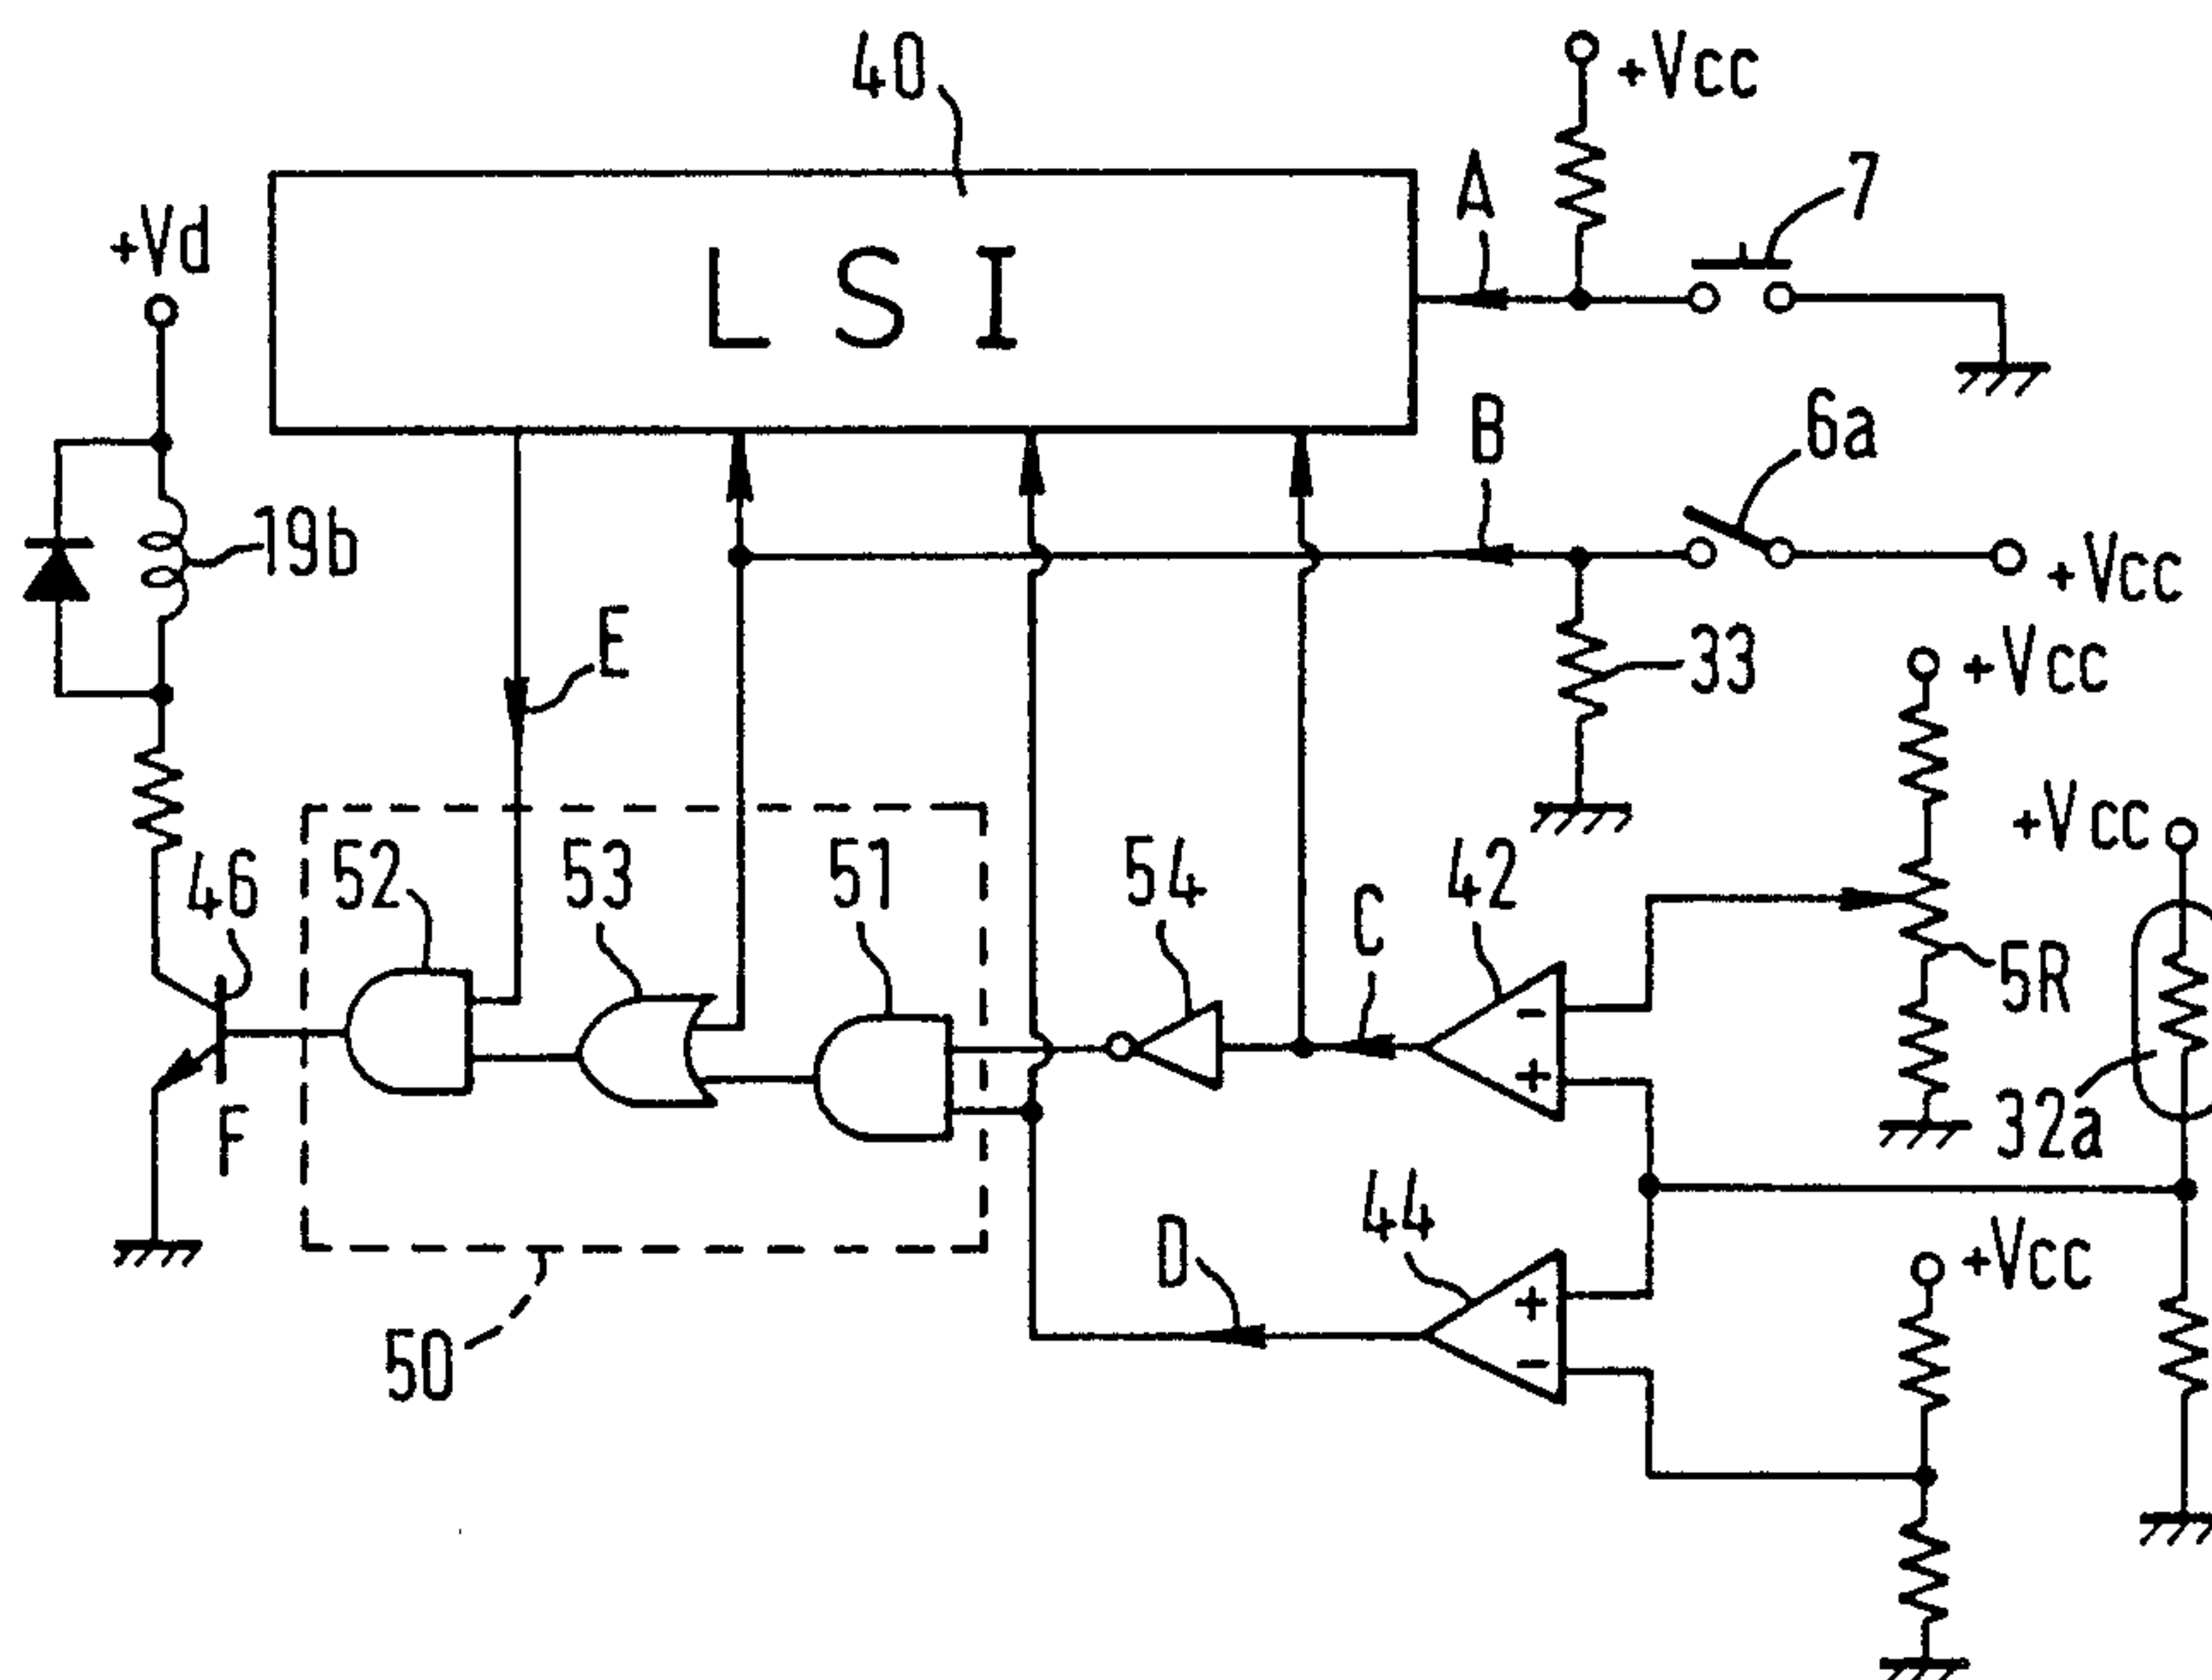 40
+Vcc
A
7
+Vd
LSI
B
6a
19b
+Vcc
E
33
+Vcc
+Vcc
46
52
53
51
54
C
42
-
+
5R
F
32a
44
D
+
-
+Vcc
50